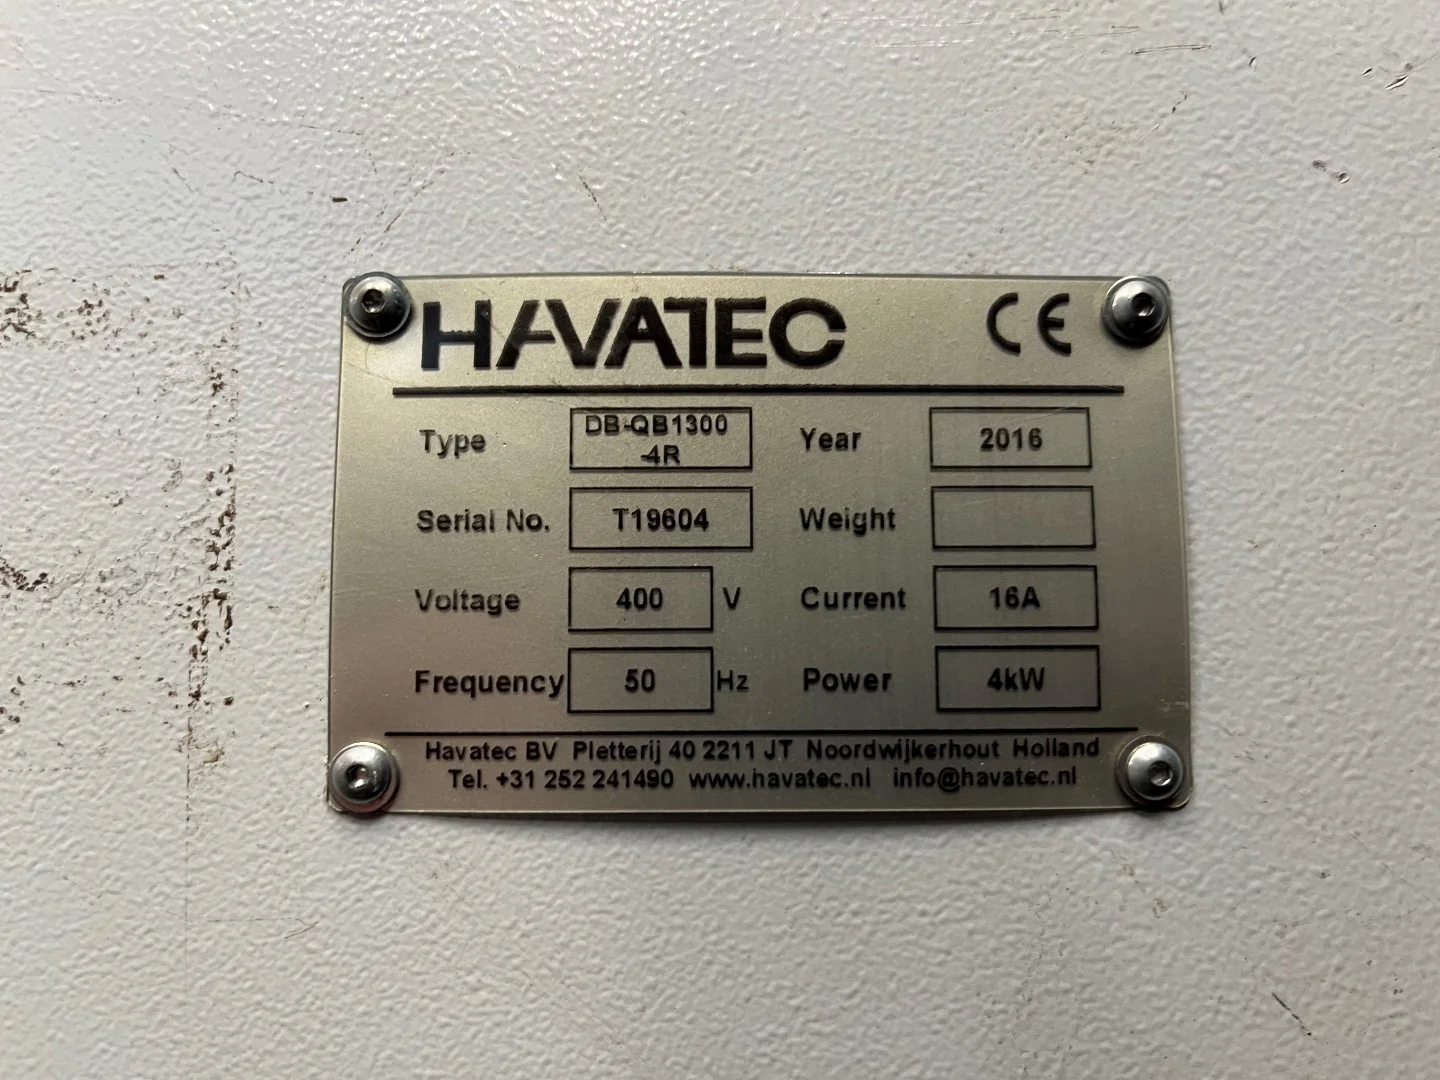 HAVATEC CE
Type DB-QB1300 Year 2016
-4R
Serial No. T19604 Weight
Voltage 400 V Current 16A
Frequency 50 Hz Power 4kW
Havatec BV Pletterij 40 2211 JT Noordwijkerhout Holland
Tel. +31 252 241490 www.havatec.nl info@havatec.nl